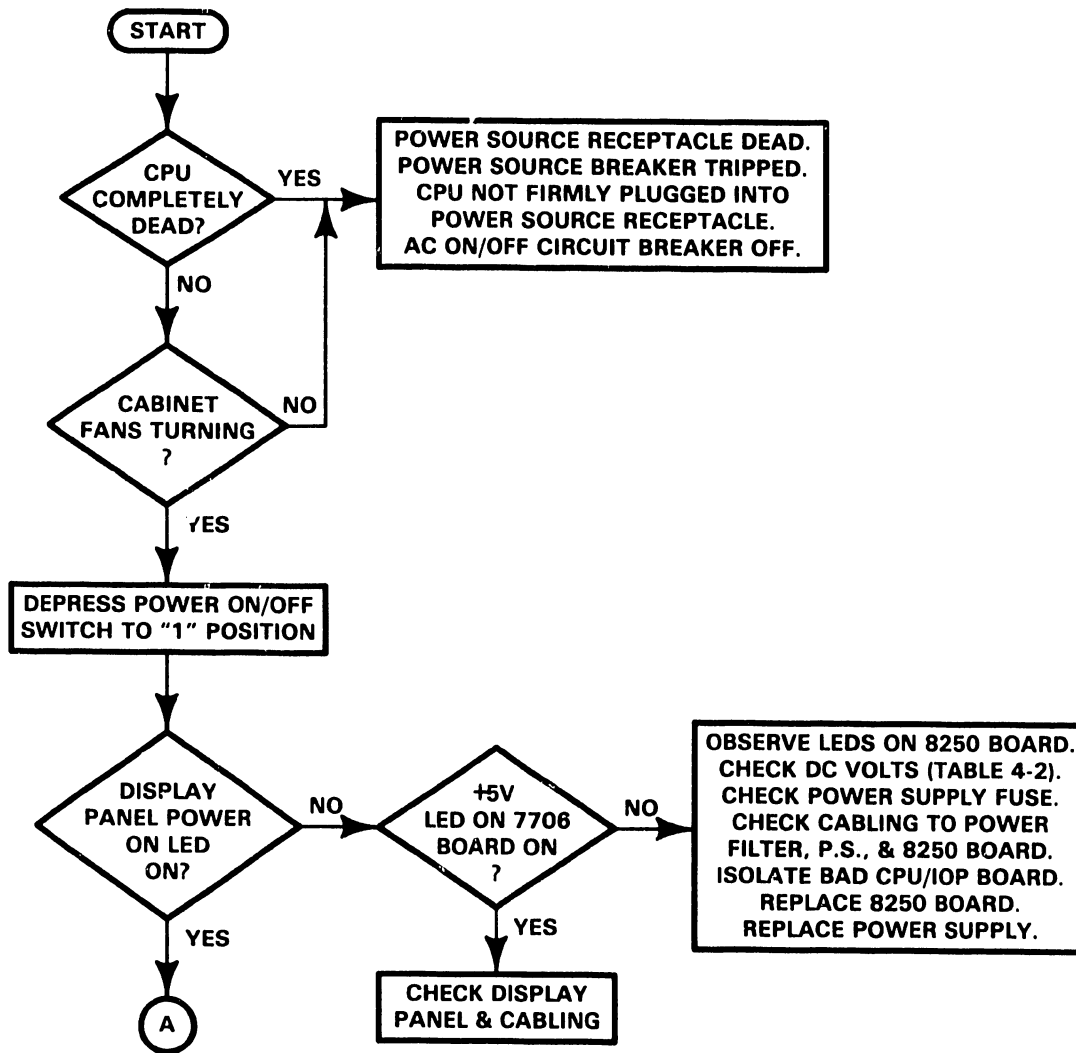 START
CPU
COMPLETELY
DEAD?
YES
POWER SOURCE RECEPTACLE DEAD.
POWER SOURCE BREAKER TRIPPED.
CPU NOT FIRMLY PLUGGED INTO
POWER SOURCE RECEPTACLE.
AC ON/OFF CIRCUIT BREAKER OFF.
NO
CABINET
FANS TURNING
?
NO
YES
DEPRESS POWER ON/OFF
SWITCH TO "1" POSITION
DISPLAY
PANEL POWER
ON LED
ON?
NO
+5V
LED ON 7706
BOARD ON
?
NO
OBSERVE LEDS ON 8250 BOARD.
CHECK DC VOLTS (TABLE 4-2).
CHECK POWER SUPPLY FUSE.
CHECK CABLING TO POWER
FILTER, P.S., & 8250 BOARD.
ISOLATE BAD CPU/IOP BOARD.
REPLACE 8250 BOARD.
REPLACE POWER SUPPLY.
YES
YES
CHECK DISPLAY
PANEL & CABLING
A